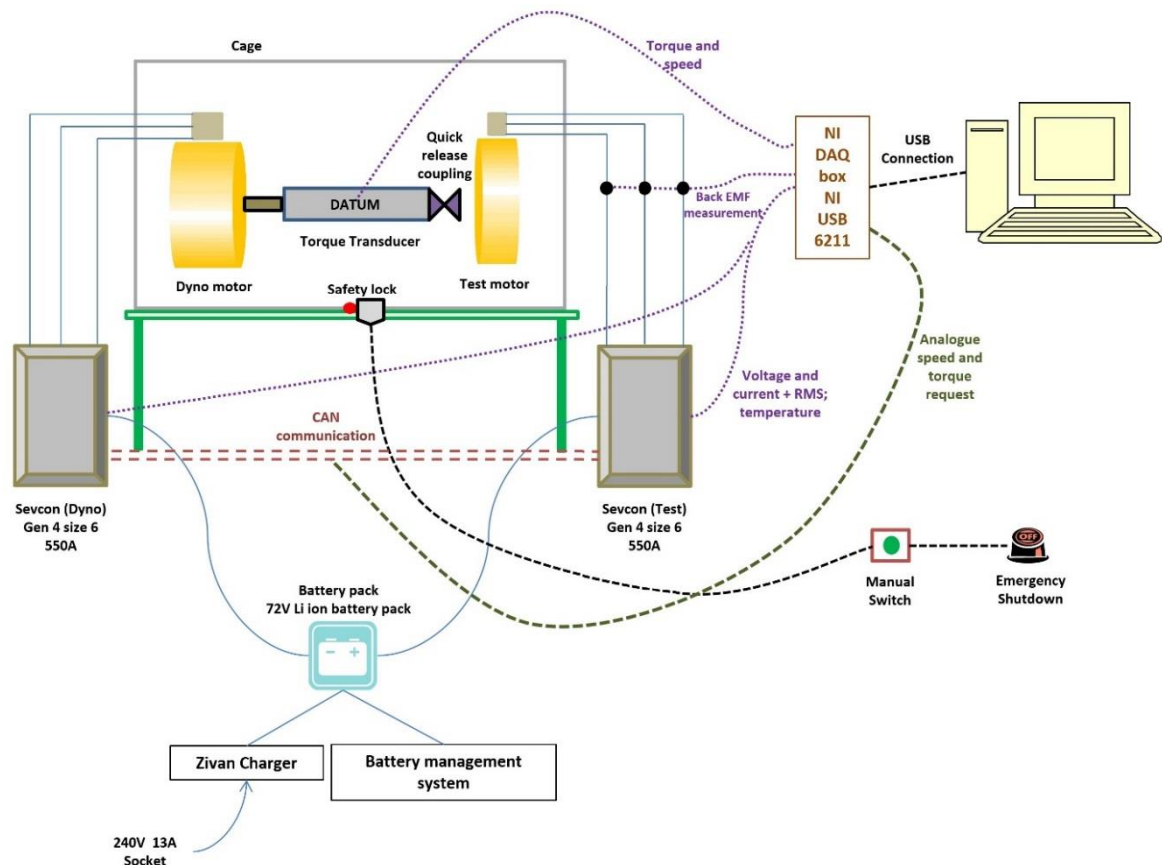 Cage
Torque and
speed
Quick
release
coupling
DATUM
Torque Transducer
Dyno motor
Test motor
Safety lock
NI
DAQ
box
NI
USB
6211
USB
Connection
Back EMF
measurement
Analogue
speed and
torque
request
Voltage and
current + RMS;
temperature
CAN
communication
Sevcon (Dyno)
Gen 4 size 6
550A
Sevcon (Test)
Gen 4 size 6
550A
OFF
Manual
Switch
Emergency
Shutdown
Battery pack
72V Li ion battery pack
Zivan Charger
Battery management
system
240V 13A
Socket